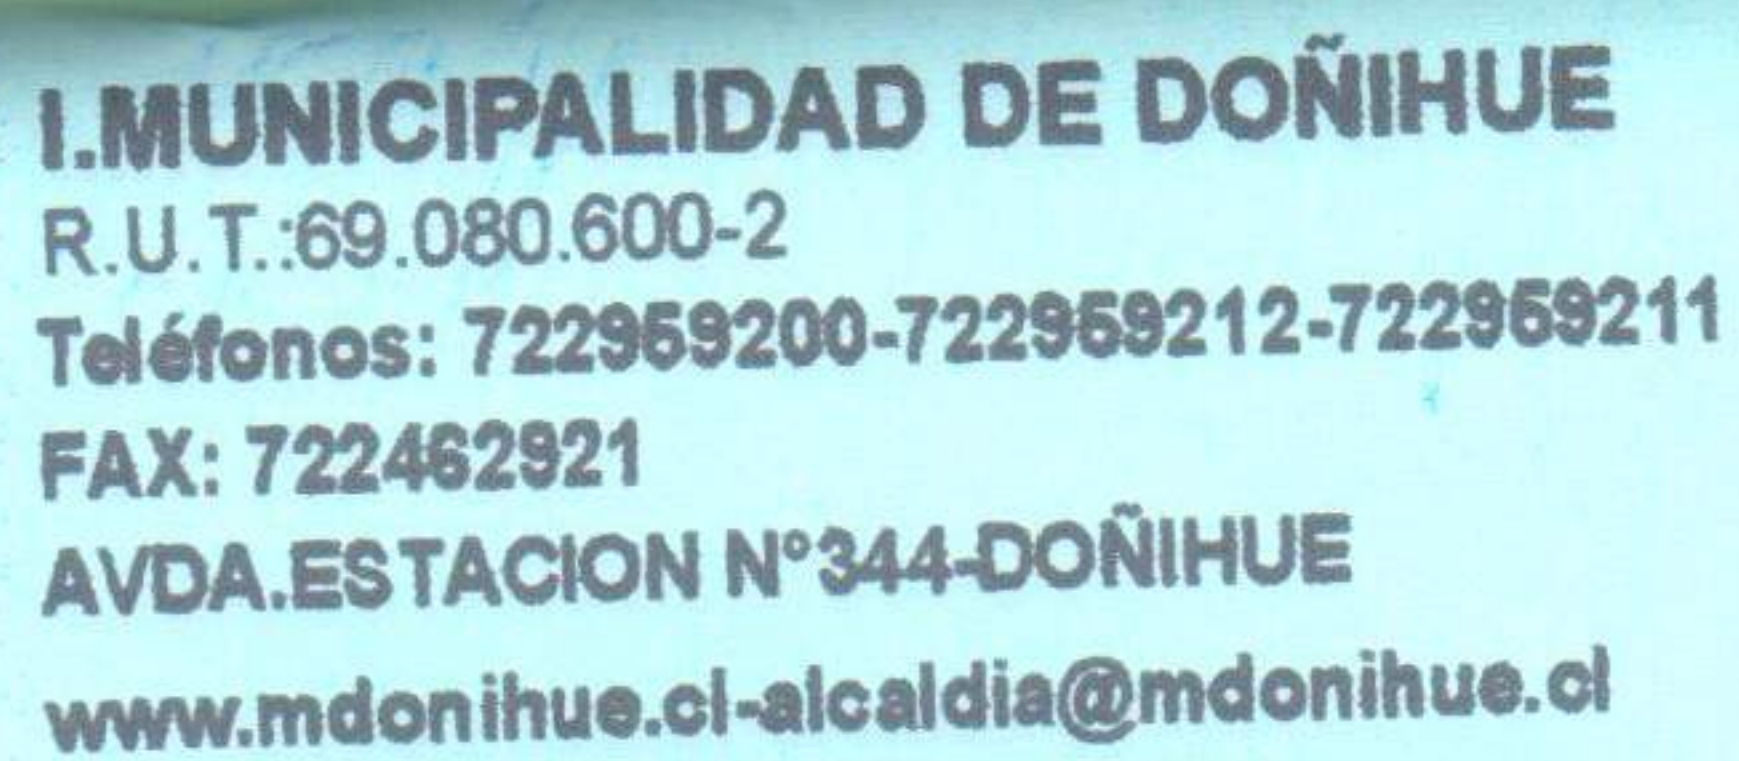 I.MUNICIPALIDAD DE DOÑIHUE
R.U.T.:69.080.600-2
Teléfonos: 722959200-722959212-722959211
FAX: 722462921
AVDA.ESTACION N°344-DOÑIHUE
www.mdonihue.cl-alcaldia@mdonihue.cl